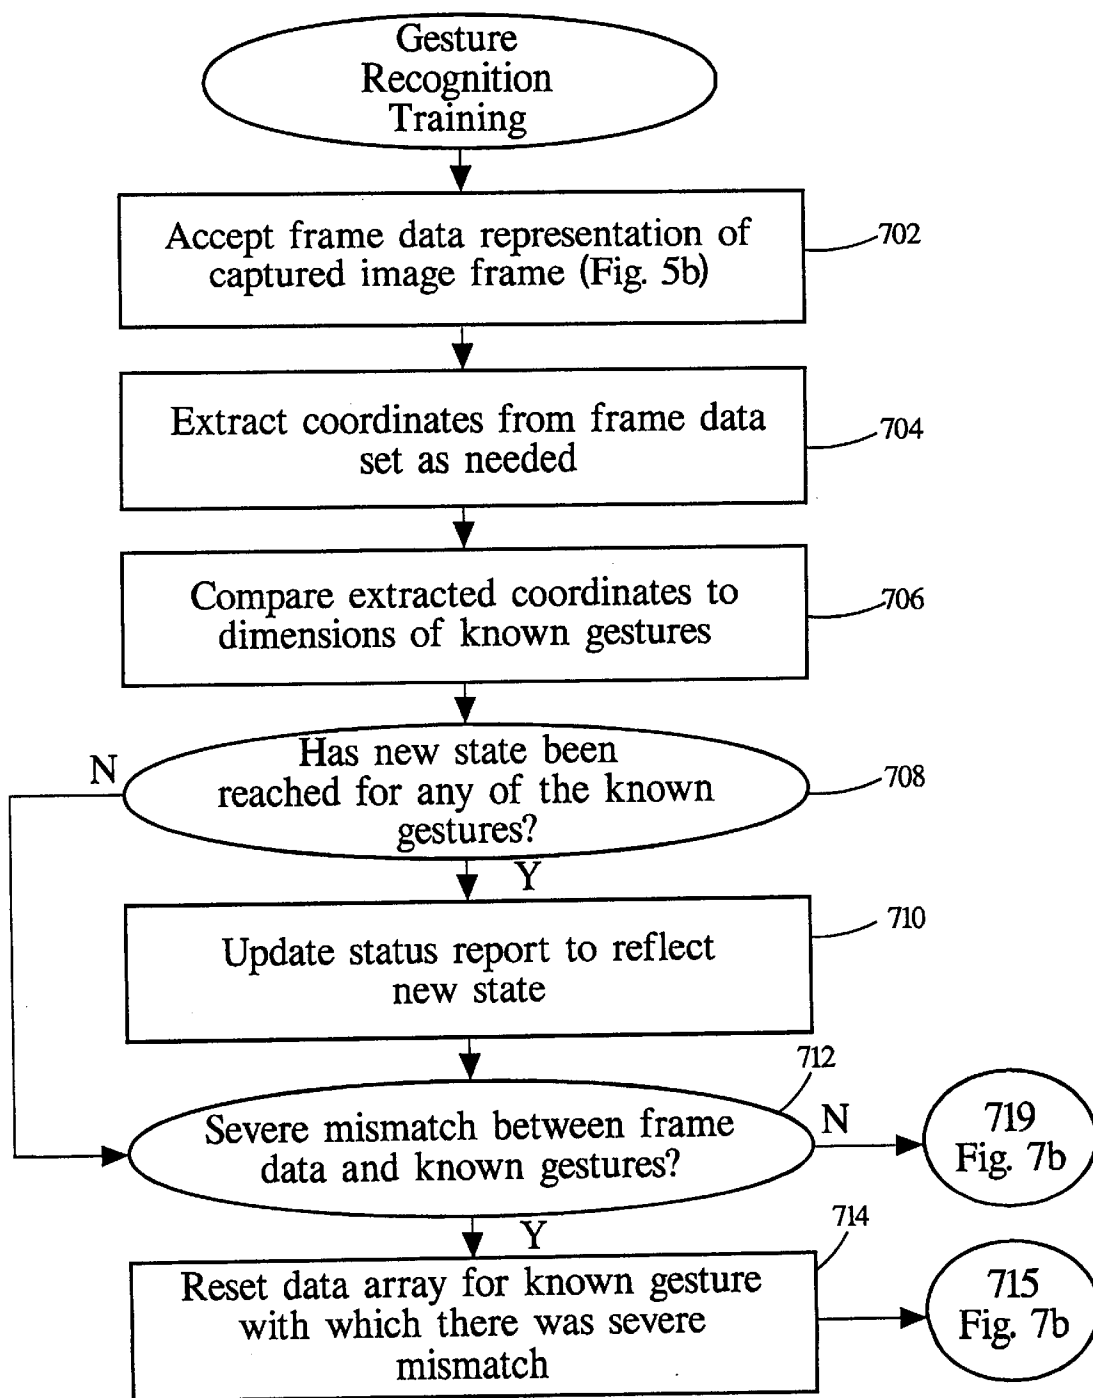 Gesture
Recognition
Training
Accept frame data representation of
captured image frame (Fig. 5b)
702
Extract coordinates from frame data
set as needed
704
Compare extracted coordinates to
dimensions of known gestures
706
Has new state been
reached for any of the known
gestures?
708
N
Y
Update status report to reflect
new state
710
712
Severe mismatch between frame
data and known gestures?
N
719
Fig. 7b
Y
714
Reset data array for known gesture
with which there was severe
mismatch
715
Fig. 7b